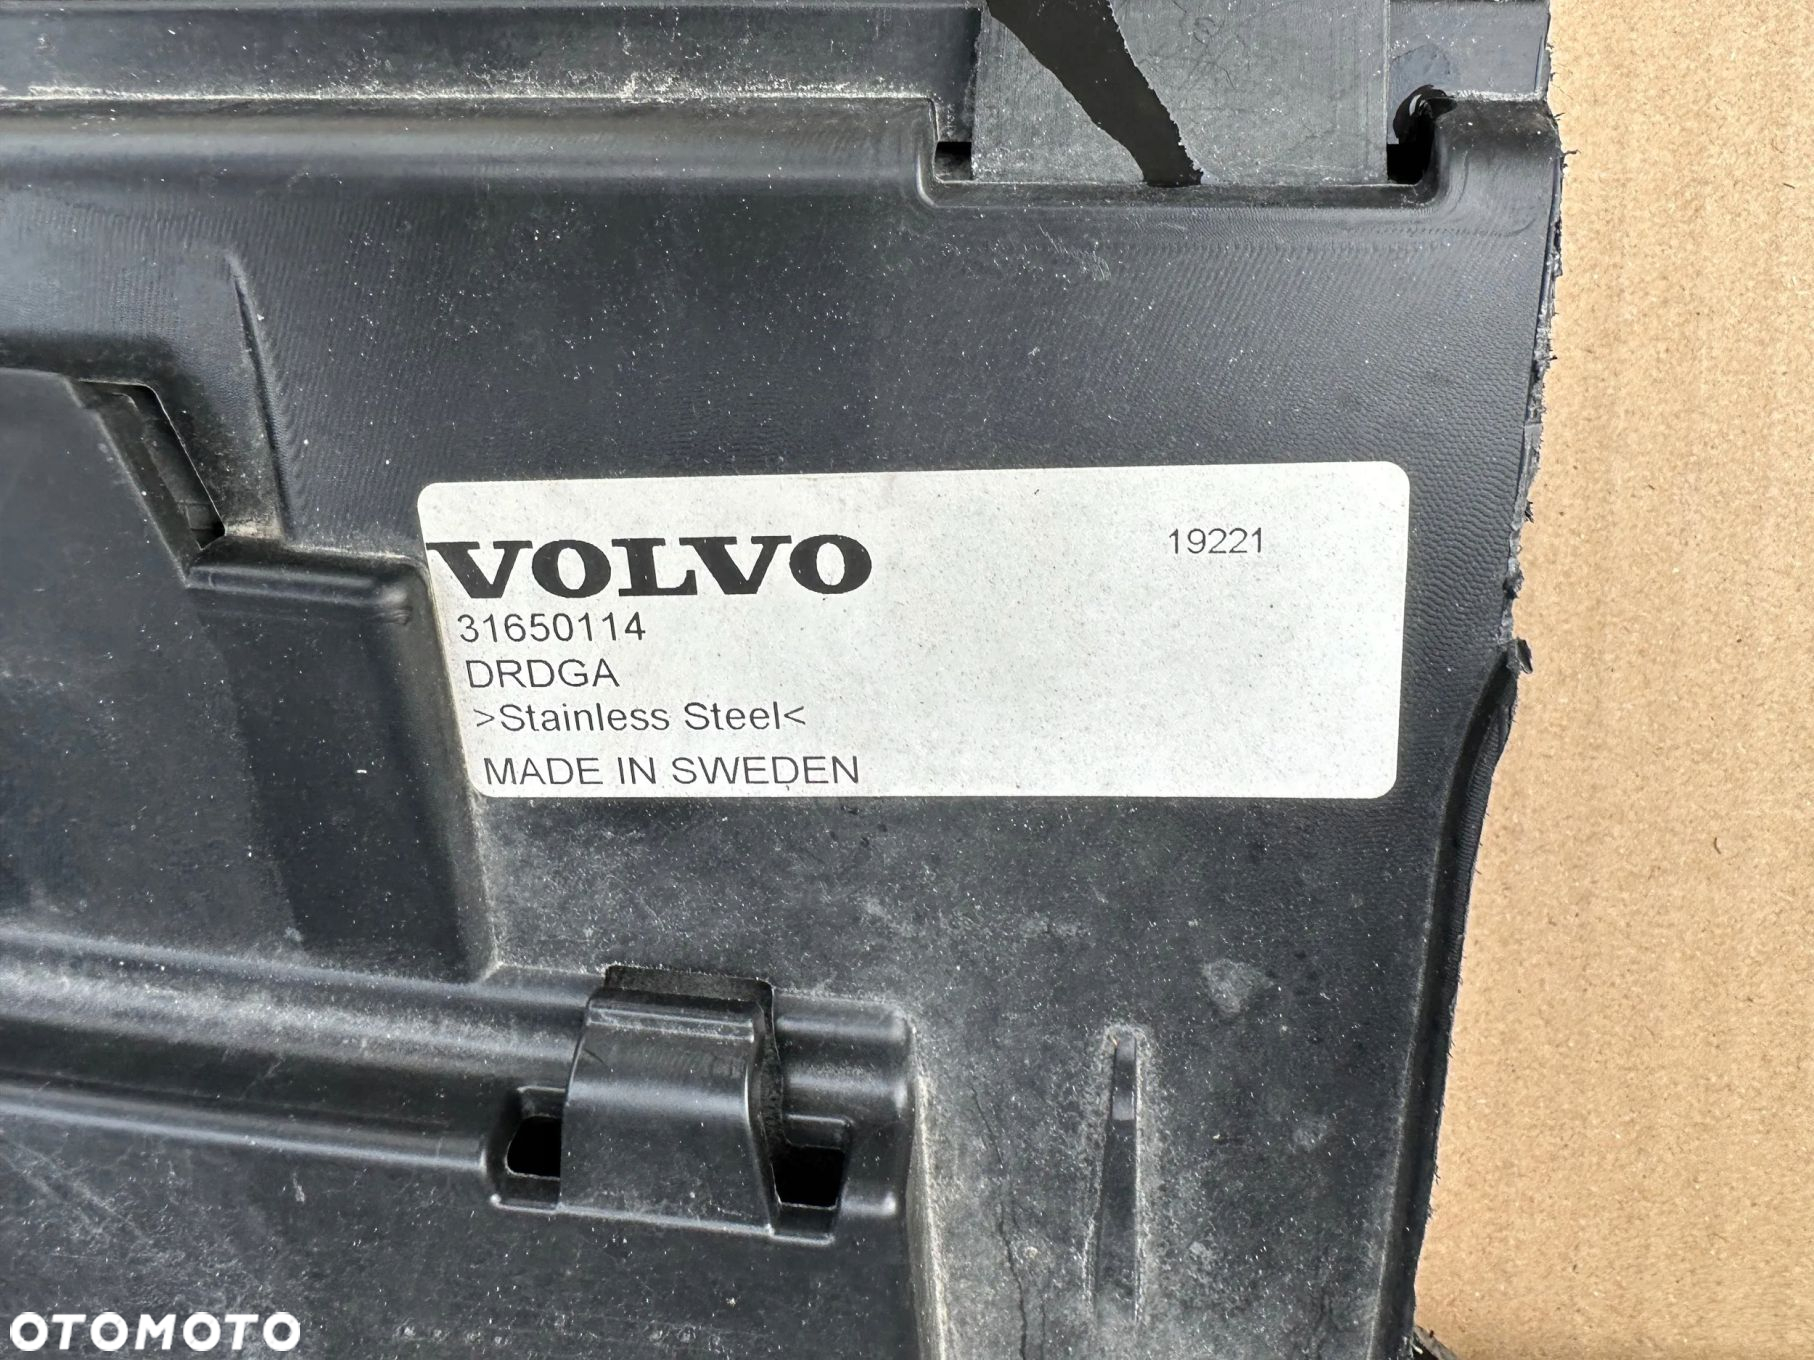 VOLVO
19221
31650114
DRDGA
>Stainless Steel<
MADE IN SWEDEN
OTOMOTO